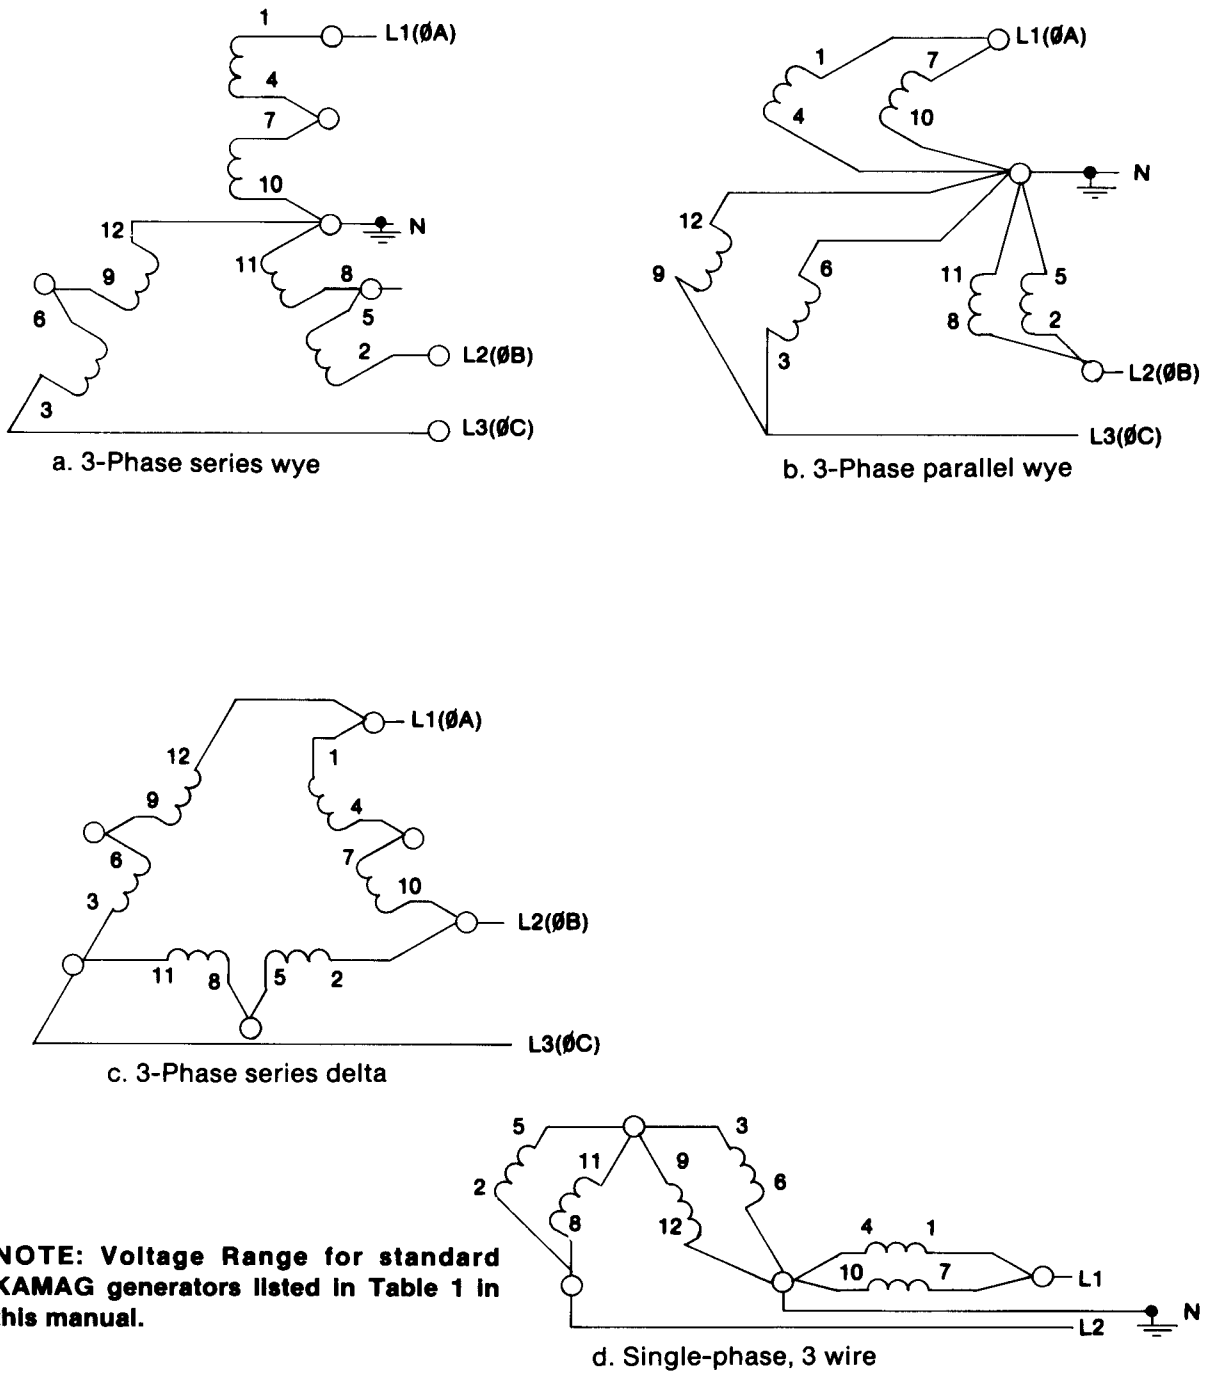 1
L1(ØA)
4
7
10
N
12
11
9
8
6
5
2
L2(ØB)
3
L3(ØC)
a. 3-Phase series wye
1
7
L1(ØA)
4
10
N
12
9
6
11
5
8
2
3
L2(ØB)
L3(ØC)
b. 3-Phase parallel wye
L1(ØA)
12
1
9
4
6
7
3
10
L2(ØB)
11
8
5
2
L3(ØC)
c. 3-Phase series delta
5
3
11
9
2
6
8
12
4
1
10
7
L1
N
L2
d. Single-phase, 3 wire
NOTE: Voltage Range for standard
KAMAG generators listed in Table 1 in
this manual.